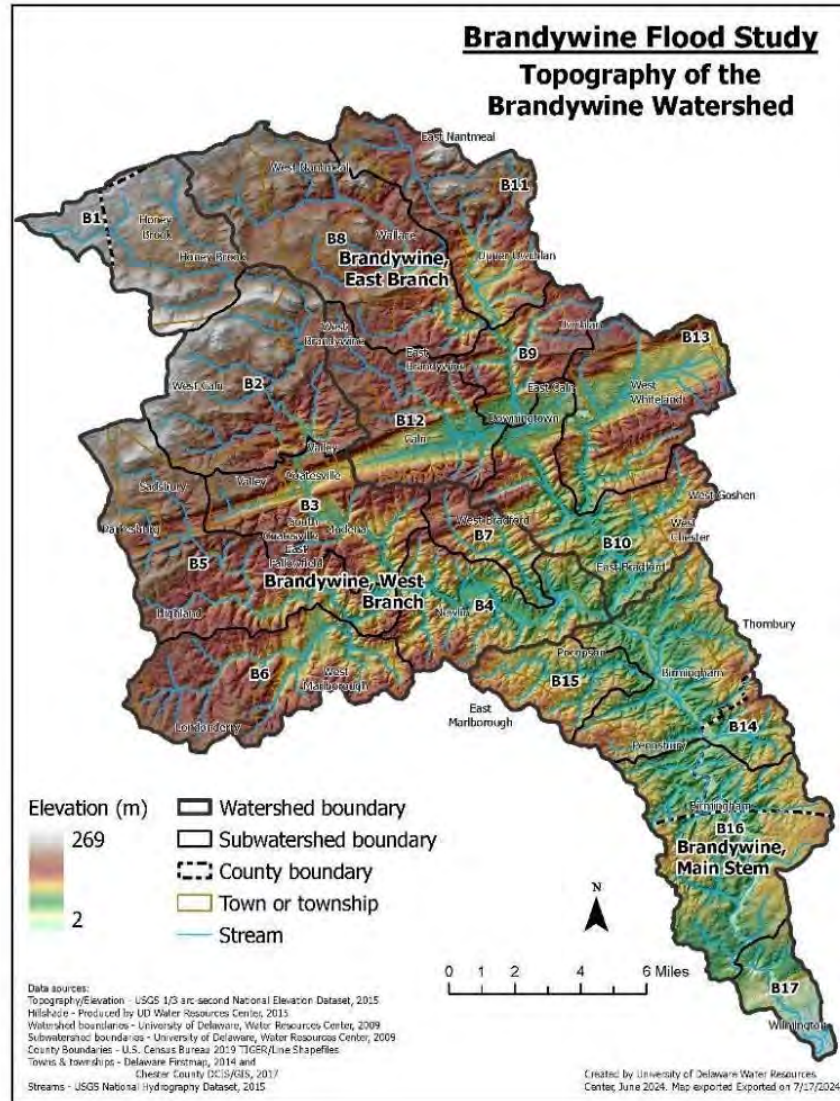 Brandywine Flood Study
Topography of the
Brandywine Watershed
East Nantmeal
West Nantmeal
B11
B1
Honey
Brook
Honey Brook
B8
Wallace
Brandywine,
East Branch
Upper Uwchlan
West
Brandywine
Uwchlan
B13
B9
East
Brandywine
West Caln
B2
East Caln
West
Whiteland
B12
Downingtown
Caln
Valley
Coatesville
Valley
Sadsbury
B3
South
Coatesville
Modena
West Bradford
West Goshen
Parkesburg
West
Chester
B7
B10
East
Fallowfield
B5
East Bradford
Brandywine, West
Branch
Highland
B4
Newlin
Thornbury
Pocopson
B6
West
Marlborough
B15
Birmingham
East
Marlborough
Londonderry
B14
Pennsbury
Birmingham
B16
Brandywine,
Main Stem
B17
Wilmington
Elevation (m)
269
2
Watershed boundary
Subwatershed boundary
County boundary
Town or township
Stream
N
0 1 2 4 6 Miles
Data sources:
Topography/Elevation - USGS 1/3 arc-second National Elevation Dataset, 2015
Hillshade - Produced by UD Water Resources Center, 2015
Watershed boundaries - University of Delaware, Water Resources Center, 2009
Subwatershed boundaries - University of Delaware, Water Resources Center, 2009
County Boundaries - U.S. Census Bureau 2019 TIGER/Line Shapefiles
Towns & townships - Delaware Firstmap, 2014 and
Chester County DCIS/GIS, 2017
Streams - USGS National Hydrography Dataset, 2015
Created by University of Delaware Water Resources
Center, June 2024. Map exported Exported on 7/17/2024